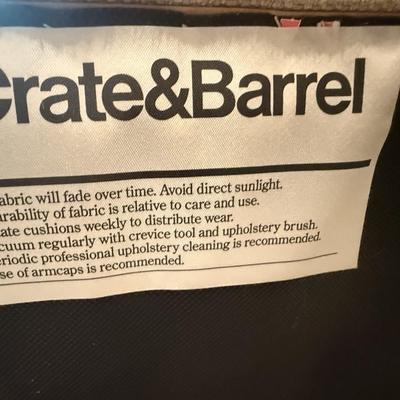 Crate&Barrel
abric will fade over time. Avoid direct sunlight.
urability of fabric is relative to care and use.
ate cushions weekly to distribute wear.
cuum regularly with crevice tool and upholstery brush.
eriodic professional upholstery cleaning is recommended.
se of armcaps is recommended.